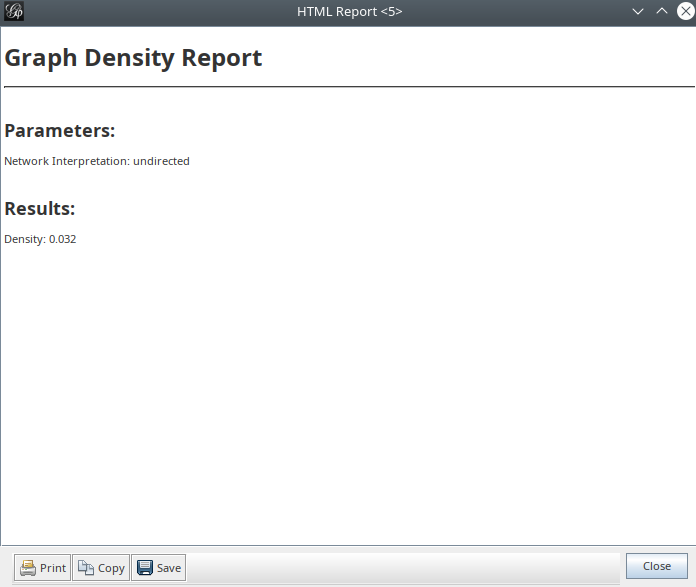 HTML Report <5>
Graph Density Report
Parameters:
Network Interpretation: undirected
Results:
Density: 0.032
Print Copy Save Close